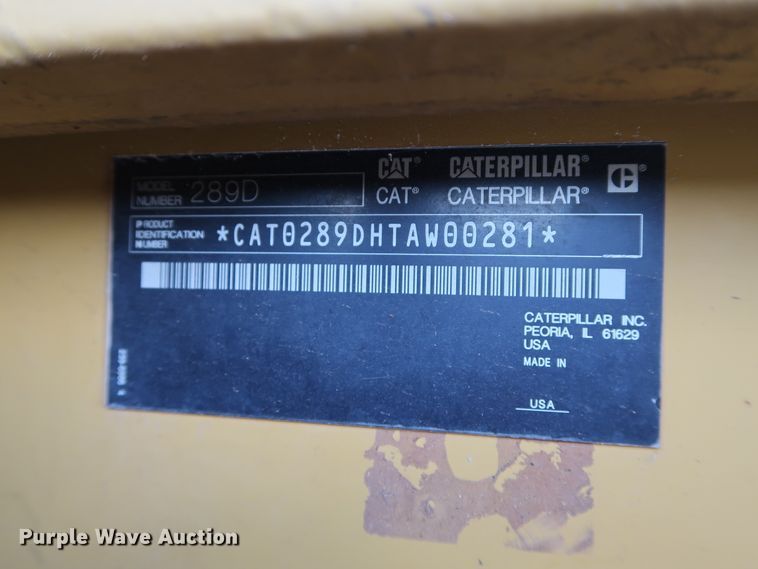 MODEL NUMBER 289D
CAT CATERPILLAR
CAT® CATERPILLAR®
PRODUCT
IDENTIFICATION
NUMBER
*CAT0289DHTAW00281*
CATERPILLAR INC.
PEORIA, IL 61629
USA
MADE IN
USA
Purple Wave Auction